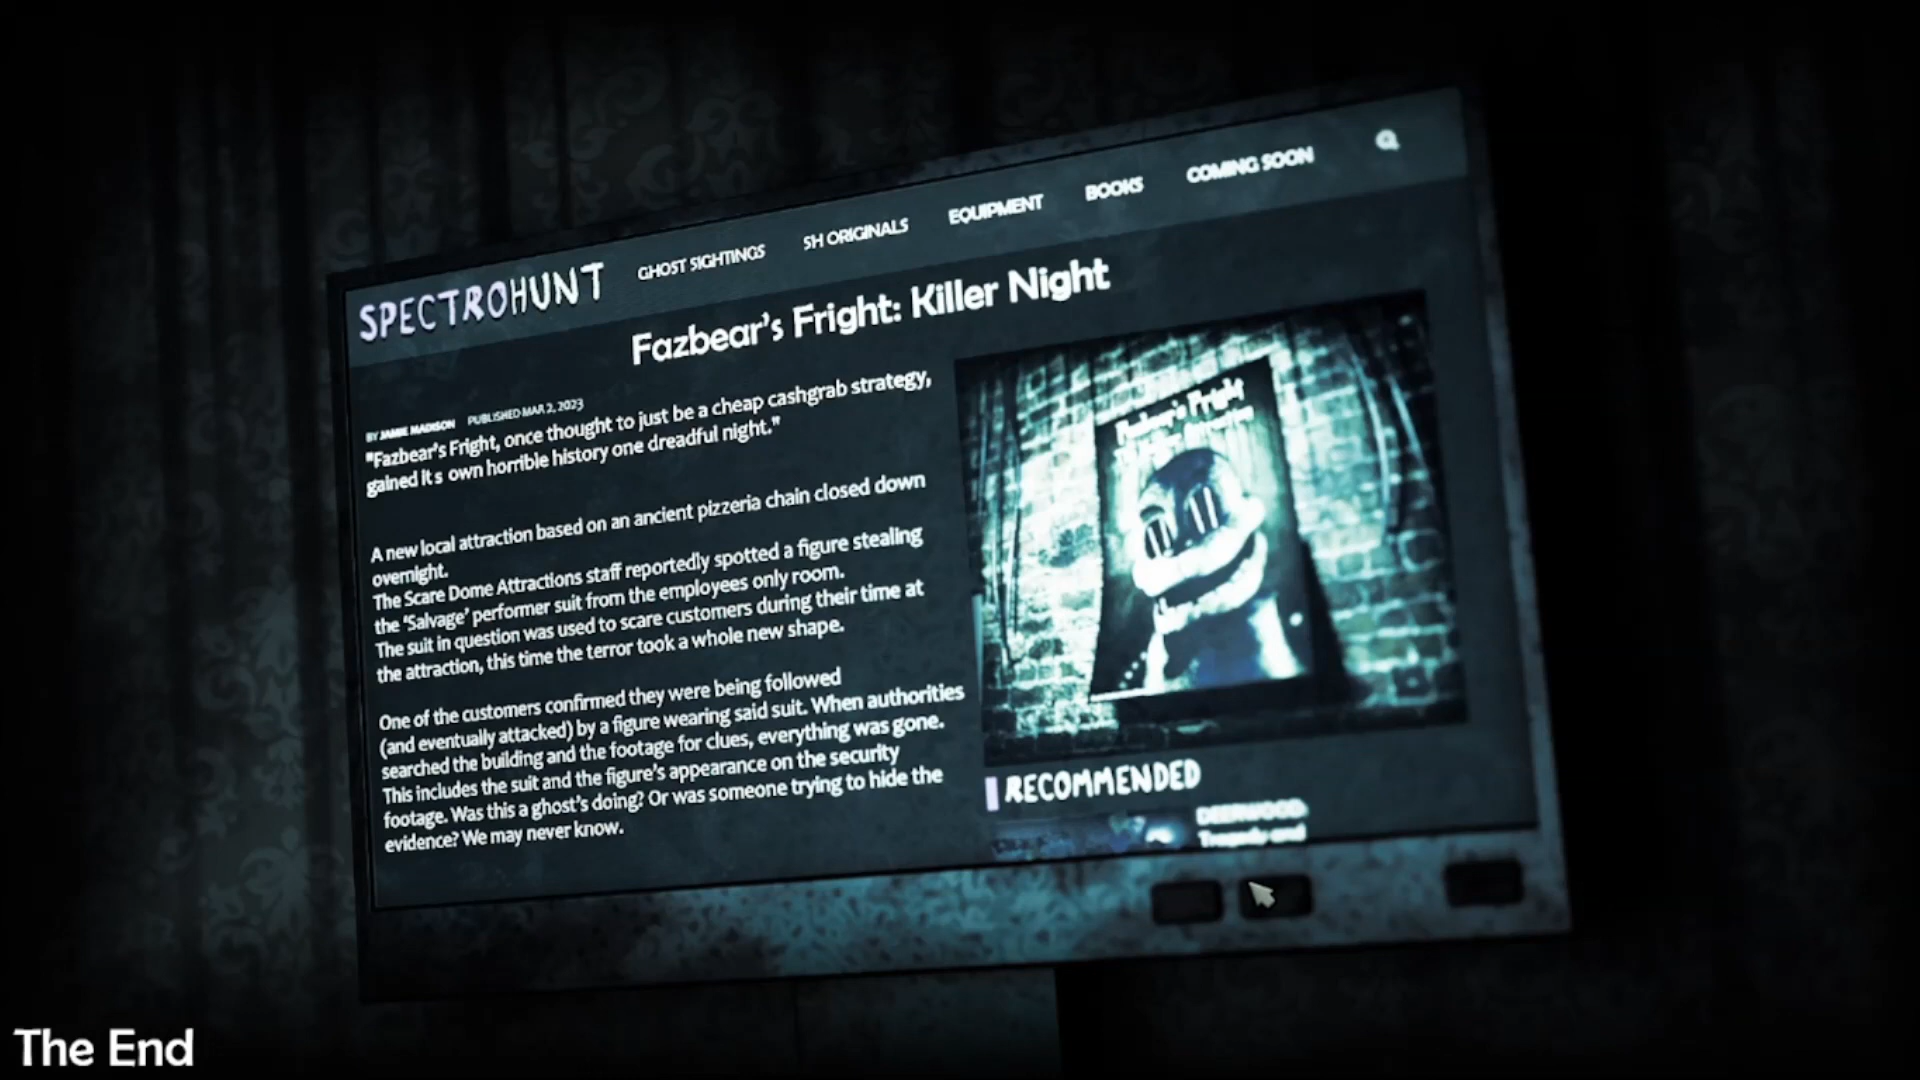 SPECTROHUNT
GHOST SIGHTINGS
SH ORIGINALS
EQUIPMENT
BOOKS
COMING SOON
Fazbear's Fright: Killer Night
BY JAMIE MADISON PUBLISHED MAR 2, 2023
"Fazbear's Fright, once thought to just be a cheap cashgrab strategy,
gained its own horrible history one dreadful night."
A new local attraction based on an ancient pizzeria chain closed down
overnight.
The Scare Dome Attractions staff reportedly spotted a figure stealing
the 'Salvage' performer suit from the employees only room.
The suit in question was used to scare customers during their time at
the attraction, this time the terror took a whole new shape.
One of the customers confirmed they were being followed
(and eventually attacked) by a figure wearing said suit. When authorities
searched the building and the footage for clues, everything was gone.
This includes the suit and the figure's appearance on the security
footage. Was this a ghost's doing? Or was someone trying to hide the
evidence? We may never know.
Fazbear's Fright
RECOMMENDED
DEERWOOD:
Tragedy and
The End